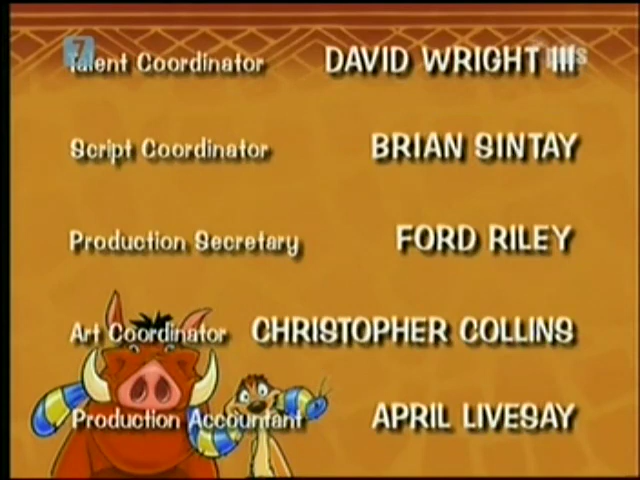 7
Talent Coordinator DAVID WRIGHT III
Script Coordinator BRIAN SINTAY
Production Secretary FORD RILEY
Art Coordinator CHRISTOPHER COLLINS
Production Accountant APRIL LIVESAY